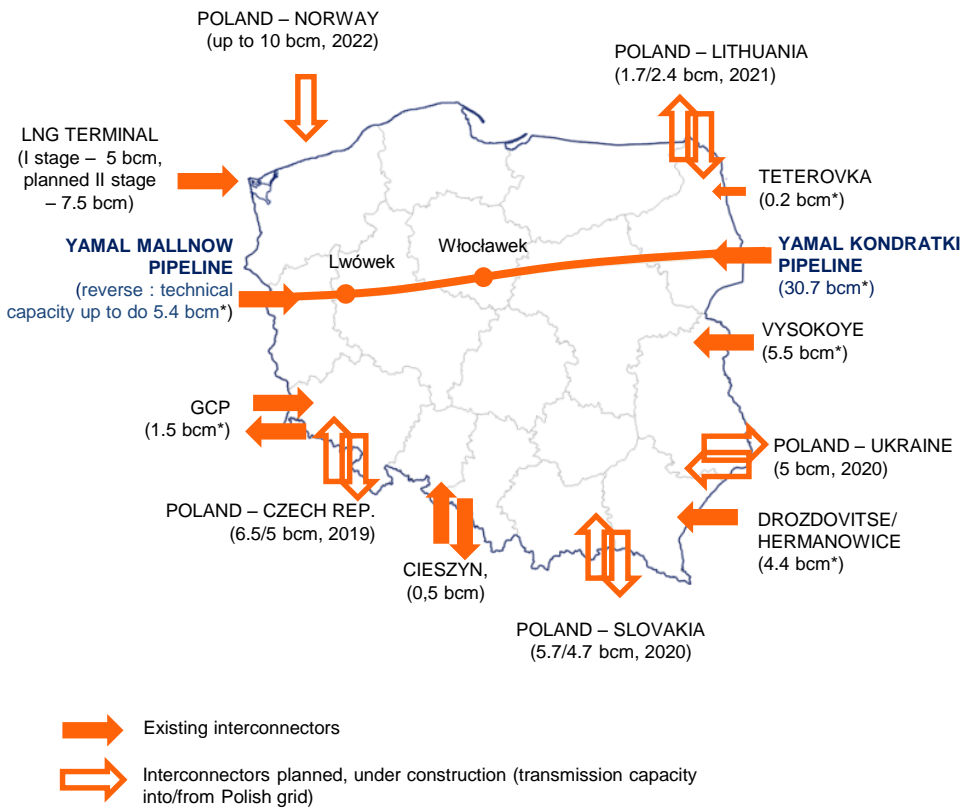 POLAND – NORWAY
(up to 10 bcm, 2022)
POLAND – LITHUANIA
(1.7/2.4 bcm, 2021)
LNG TERMINAL
(I stage – 5 bcm,
planned II stage
– 7.5 bcm)
TETEROVKA
(0.2 bcm*)
YAMAL MALLNOW
PIPELINE
(reverse : technical
capacity up to do 5.4 bcm*)
Lwówek
Włocławek
YAMAL KONDRATKI
PIPELINE
(30.7 bcm*)
VYSOKOYE
(5.5 bcm*)
GCP
(1.5 bcm*)
POLAND – UKRAINE
(5 bcm, 2020)
POLAND – CZECH REP.
(6.5/5 bcm, 2019)
DROZDOVITSE/
HERMANOWICE
(4.4 bcm*)
CIESZYN,
(0,5 bcm)
POLAND – SLOVAKIA
(5.7/4.7 bcm, 2020)
Existing interconnectors
Interconnectors planned, under construction (transmission capacity
into/from Polish grid)